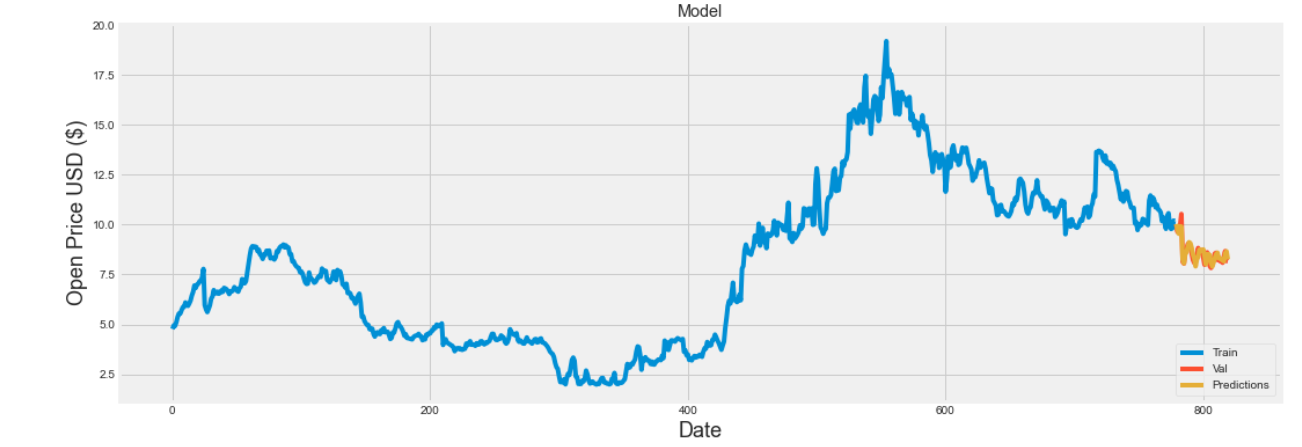 Model
Open Price USD ($)
20.0
17.5
15.0
12.5
10.0
7.5
5.0
2.5
0
200
400
600
800
Date
Train
Val
Predictions